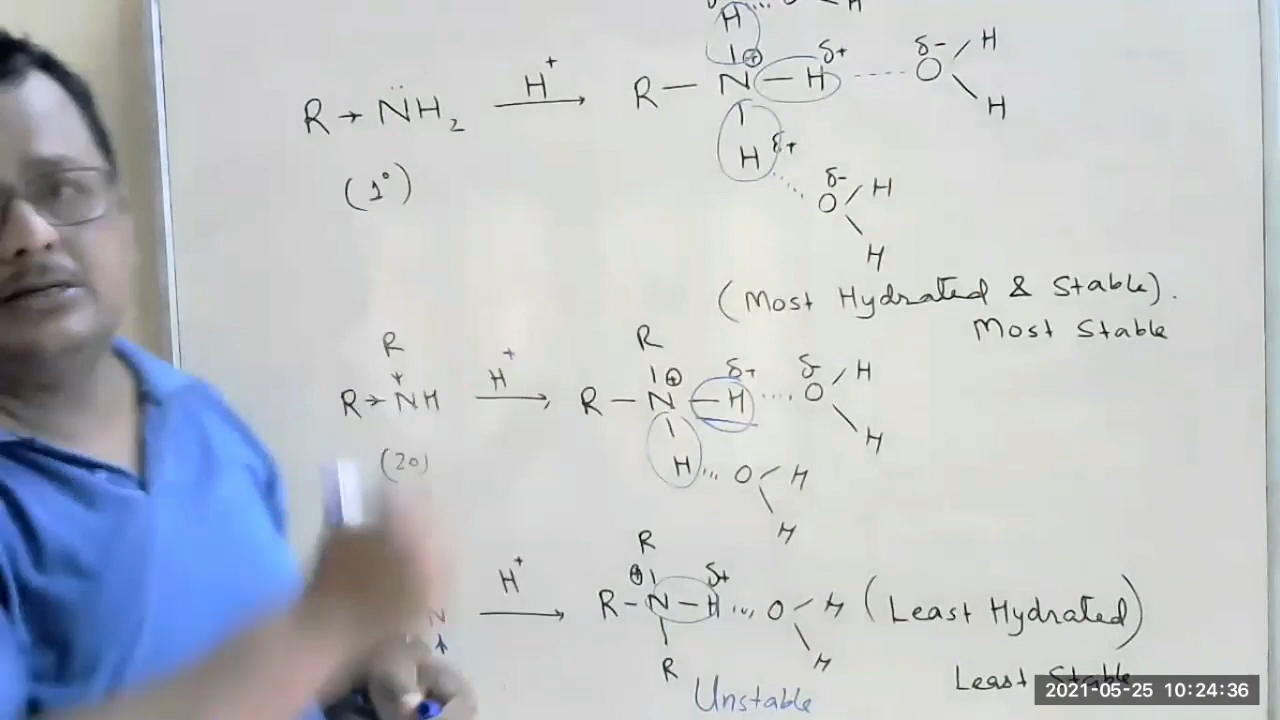 H ... O H
R → N̈H₂ H⁺ → R — N⊕ — H δ+ ---- O δ- H H
(1°)
H δ+ ..... O δ- H H
(Most Hydrated & Stable).
Most Stable
R → NH H⁺ → R — N⊕ — H δ+ .... O δ- H H
R R
(20)
H ... O H H
N H⁺ → R - N⊕ - H δ+ .... O H H (Least Hydrated)
R R
Unstable
Least Stable
2021-05-25 10:24:36